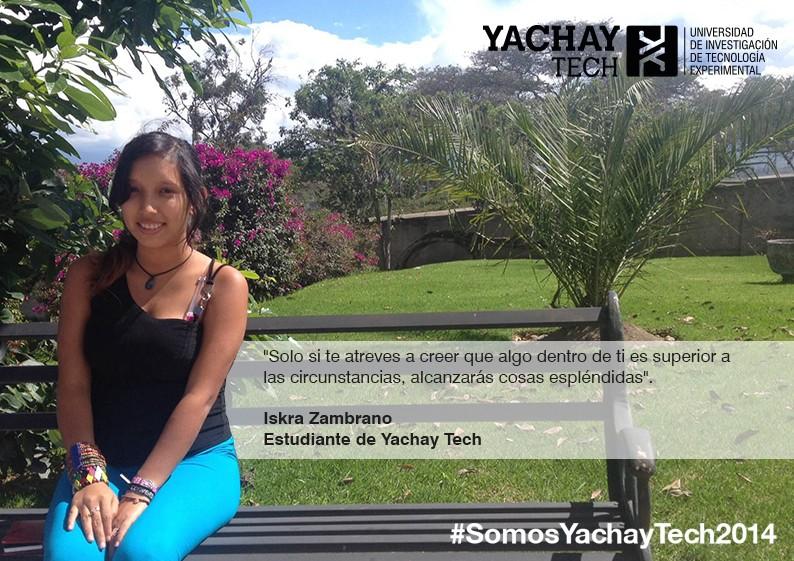 YACHAY
TECH
UNIVERSIDAD
DE INVESTIGACIÓN
DE TECNOLOGÍA
EXPERIMENTAL
"Solo si te atreves a creer que algo dentro de ti es superior a
las circunstancias, alcanzarás cosas espléndidas".
Iskra Zambrano
Estudiante de Yachay Tech
#SomosYachayTech2014